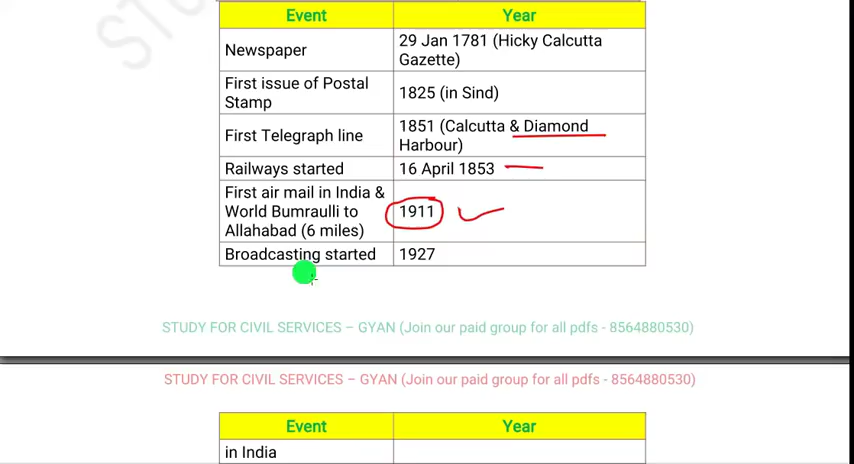 Event Year
Newspaper 29 Jan 1781 (Hicky Calcutta
Gazette)
First issue of Postal
Stamp 1825 (in Sind)
First Telegraph line 1851 (Calcutta & Diamond
Harbour)
Railways started 16 April 1853
First air mail in India &
World Bumraulli to 1911
Allahabad (6 miles)
Broadcasting started 1927
STUDY FOR CIVIL SERVICES – GYAN (Join our paid group for all pdfs - 8564880530)
STUDY FOR CIVIL SERVICES – GYAN (Join our paid group for all pdfs - 8564880530)
Event Year
in India